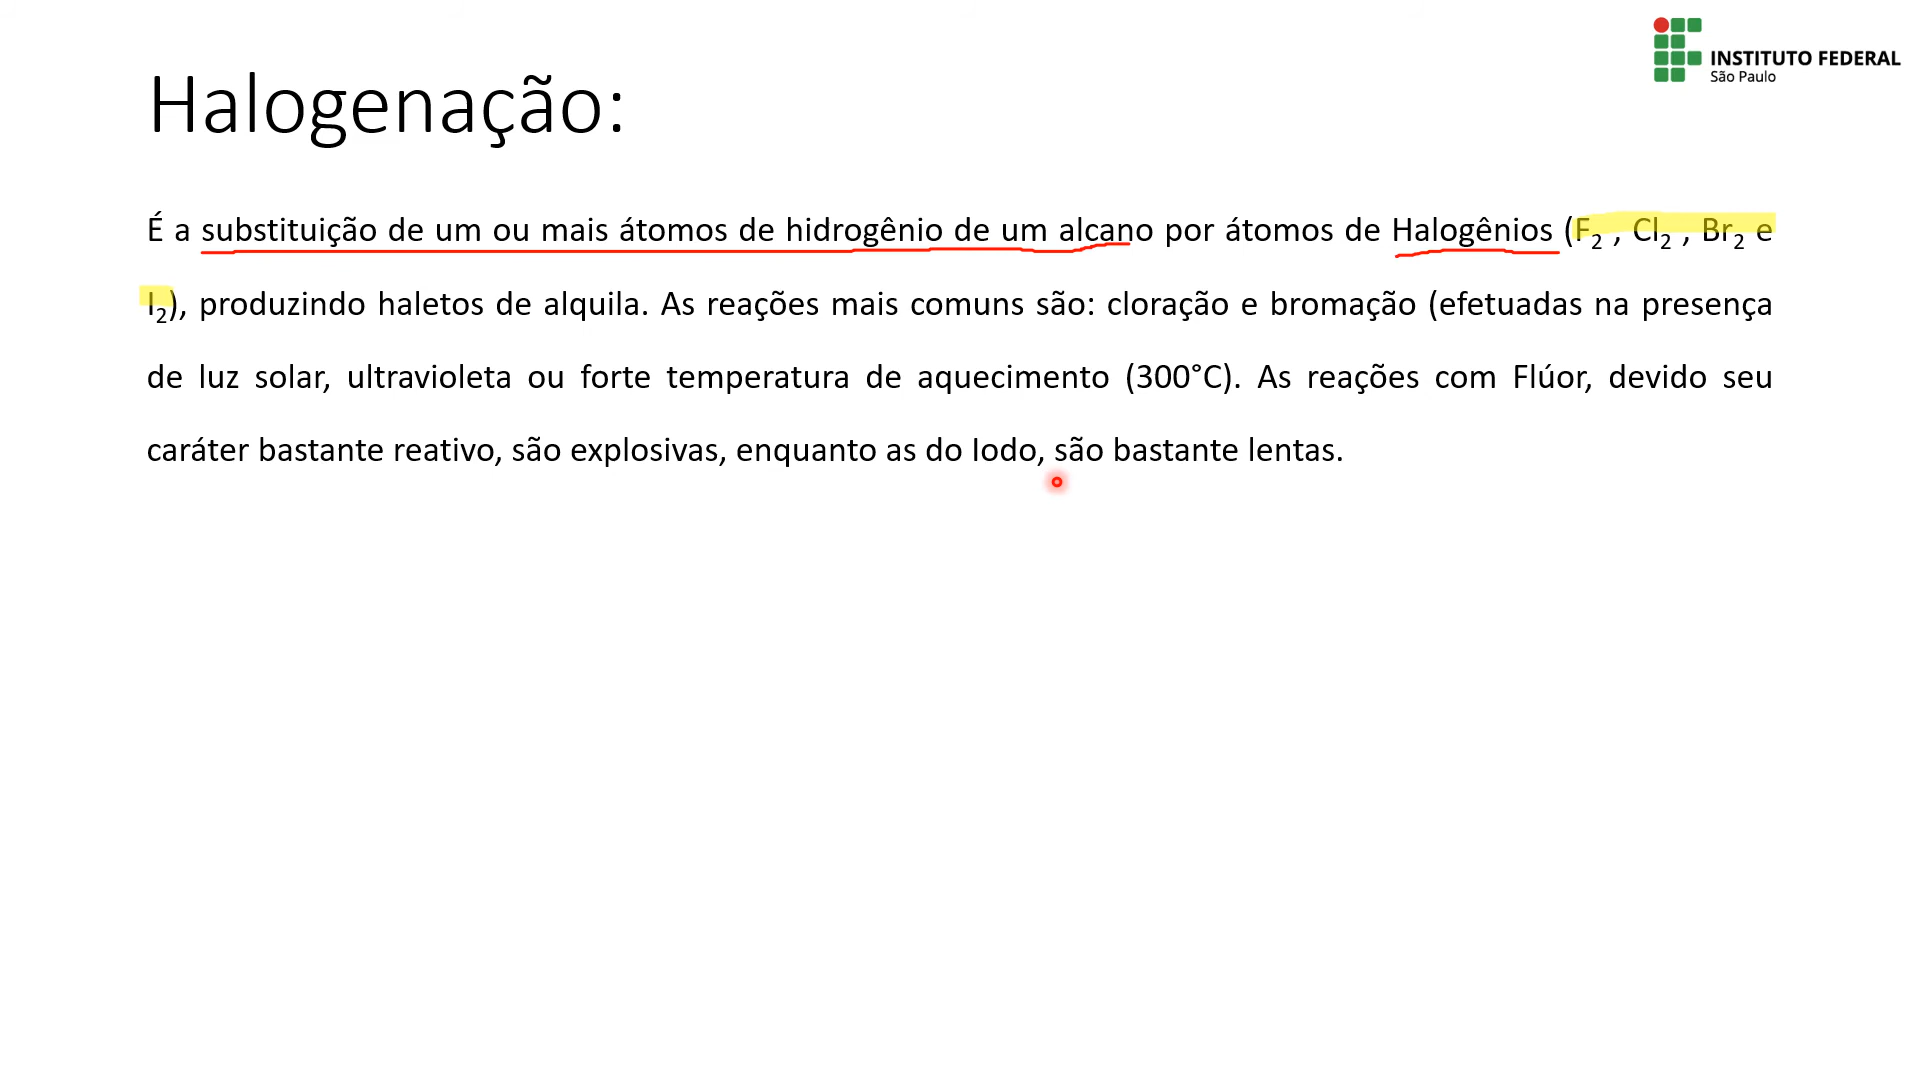 INSTITUTO FEDERAL
São Paulo
Halogenação:
É a substituição de um ou mais átomos de hidrogênio de um alcano por átomos de Halogênios (F₂ , Cl₂ , Br₂ e
I₂), produzindo haletos de alquila. As reações mais comuns são: cloração e bromação (efetuadas na presença
de luz solar, ultravioleta ou forte temperatura de aquecimento (300°C). As reações com Flúor, devido seu
caráter bastante reativo, são explosivas, enquanto as do Iodo, são bastante lentas.